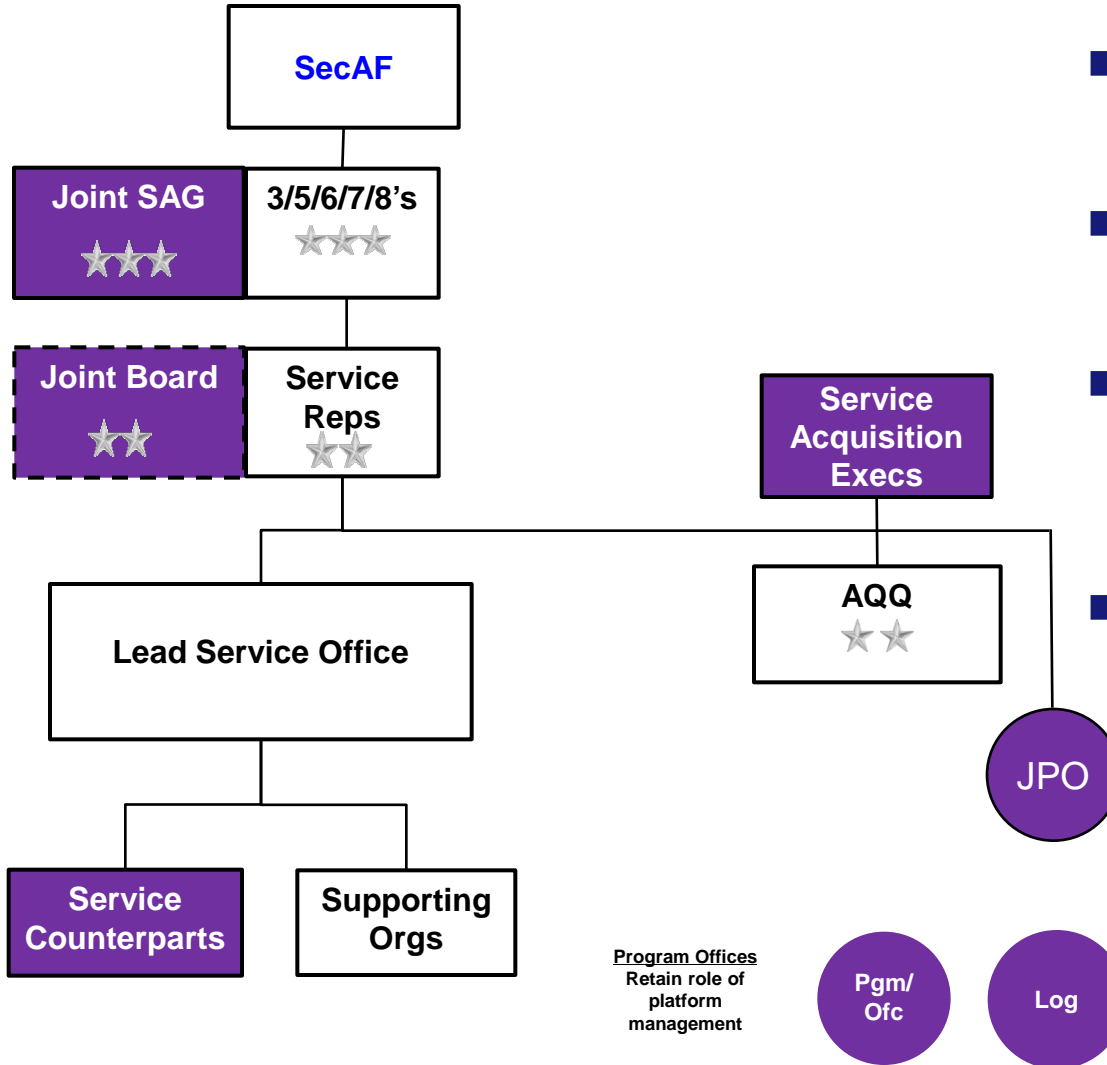 SecAF
Joint SAG
3/5/6/7/8’s
Joint Board
Service
Reps
Service
Acquisition
Execs
AQQ
Lead Service Office
JPO
Service
Counterparts
Supporting
Orgs
Program Offices
Retain role of
platform
management
Pgm/
Ofc
Log